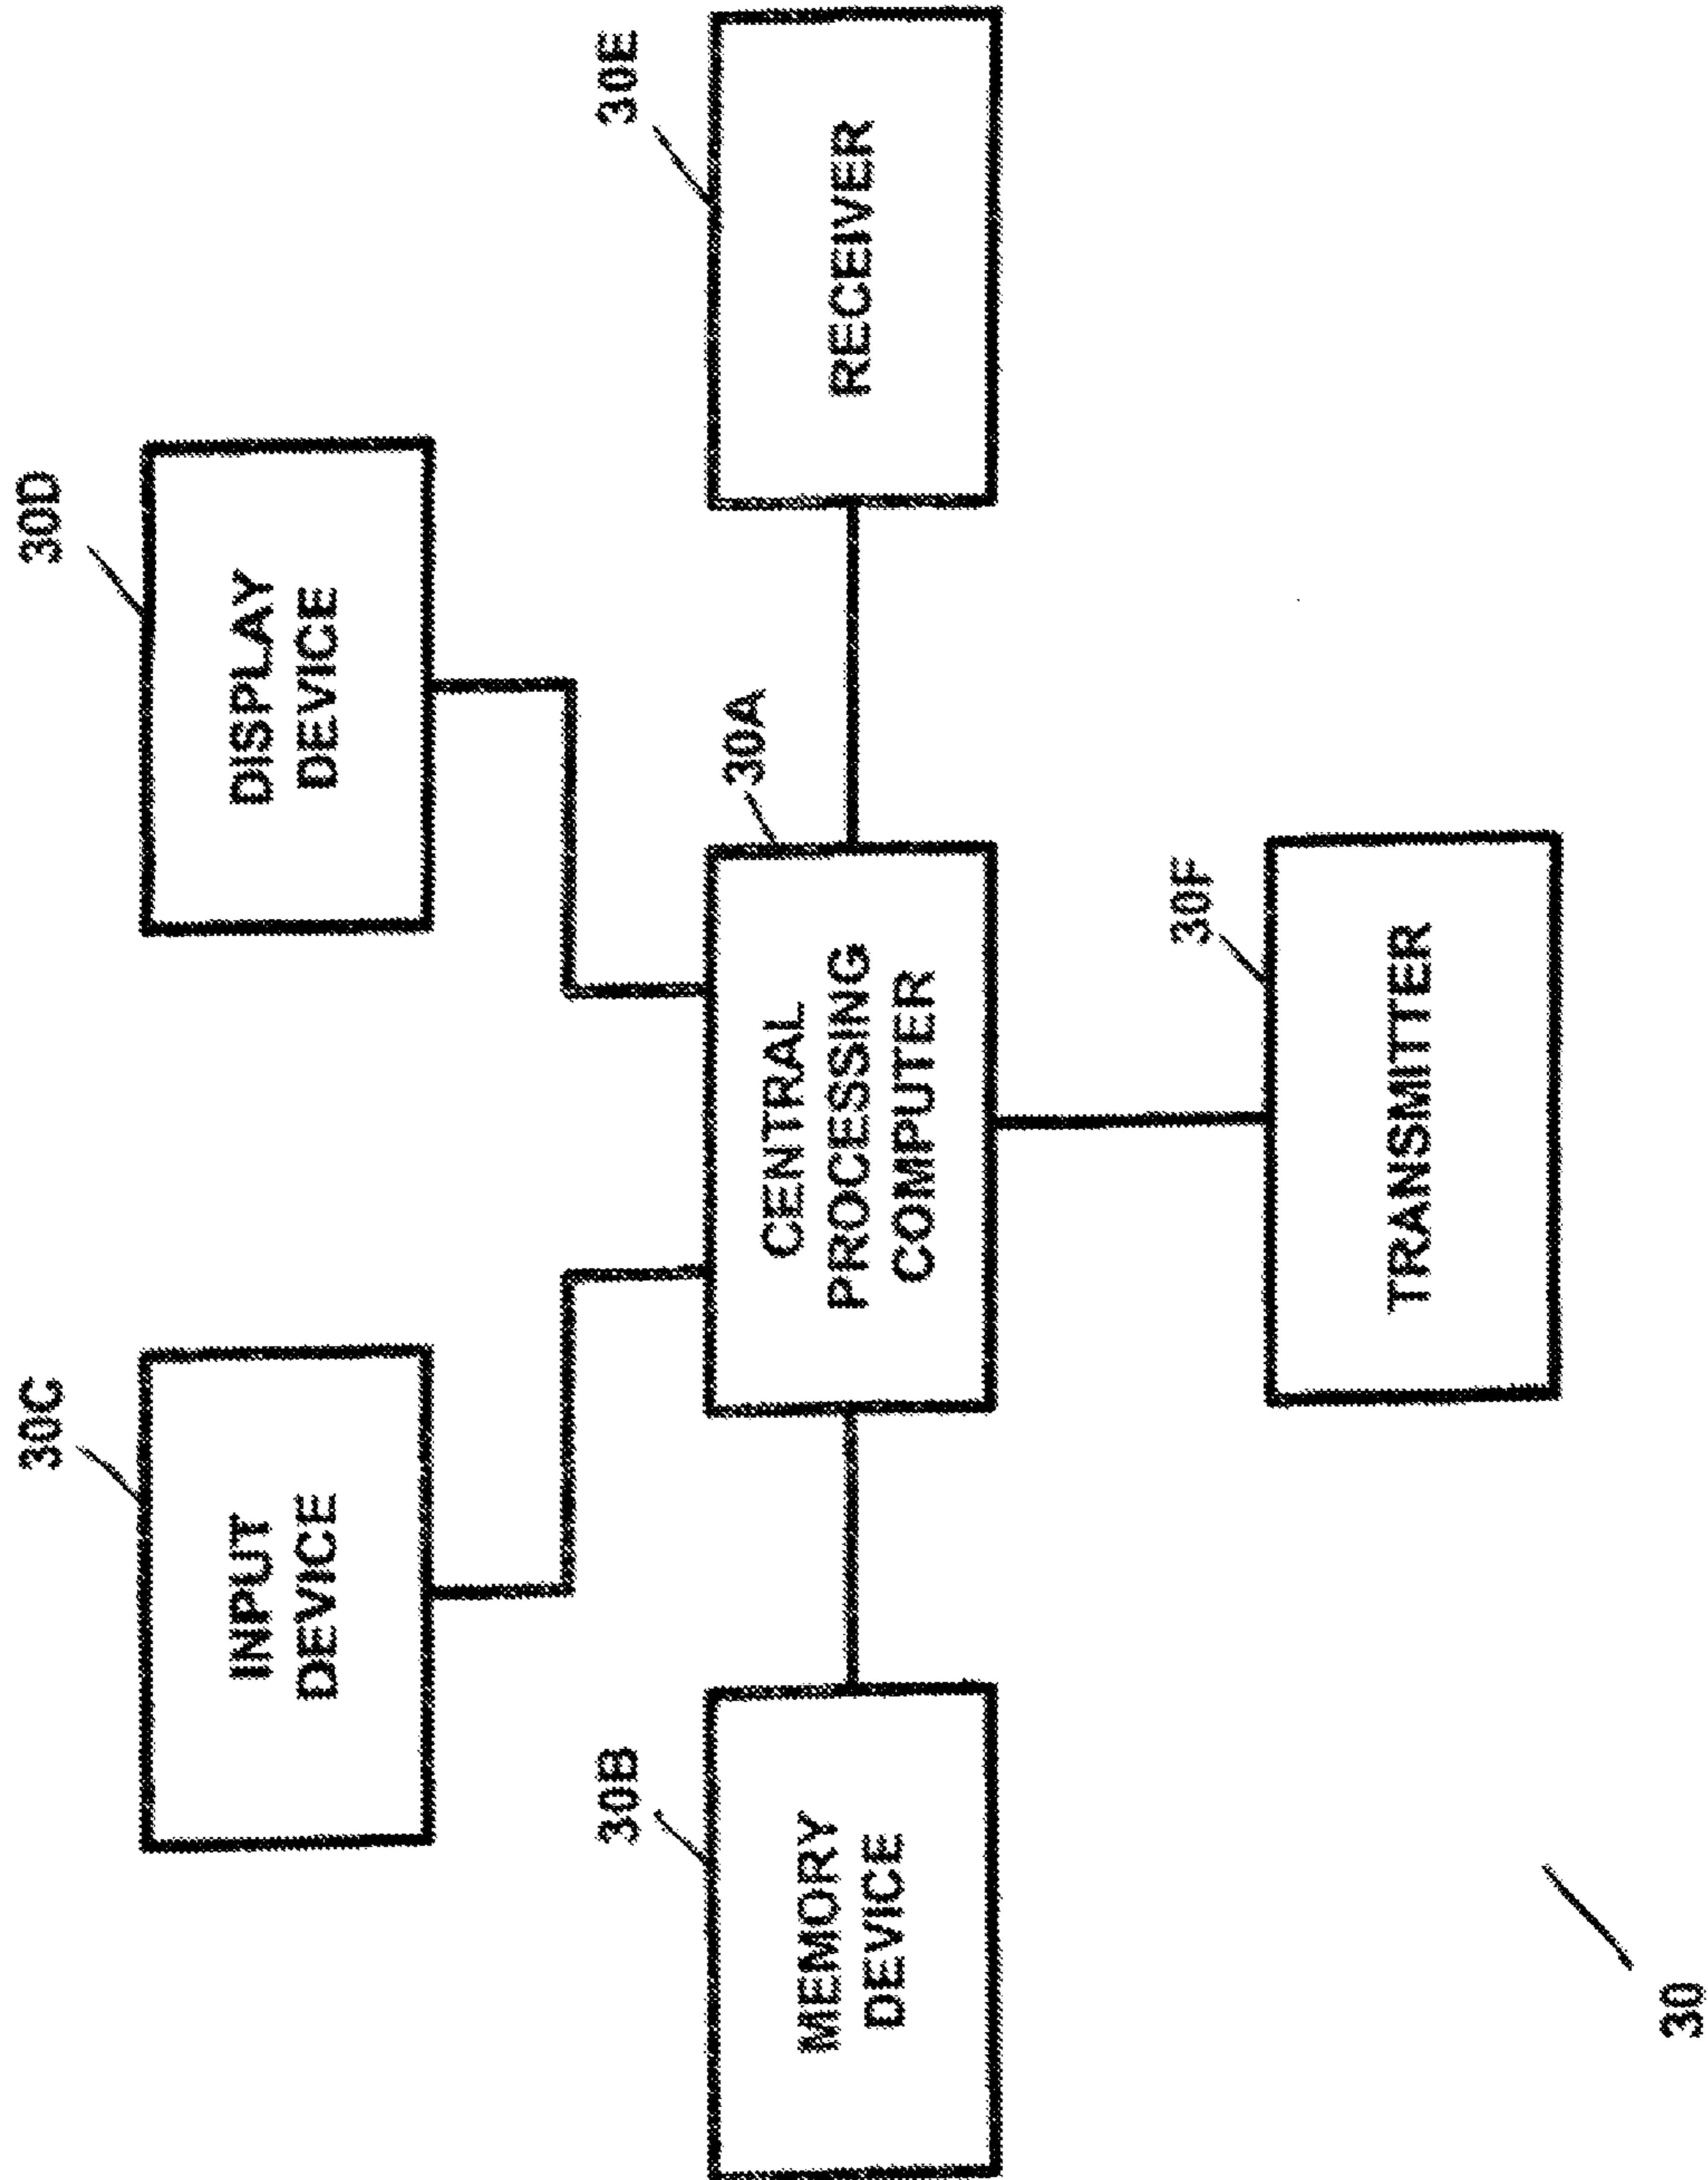 30C
INPUT
DEVICE
30D
DISPLAY
DEVICE
30B
MEMORY
DEVICE
30A
CENTRAL
PROCESSING
COMPUTER
30E
RECEIVER
30F
TRANSMITTER
30